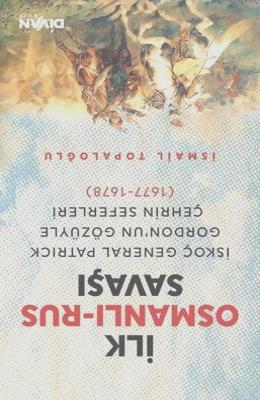 İLK
OSMANLI-RUS
SAVAŞI
İSKOÇ GENERAL PATRICK
GORDON'UN GÖZÜYLE
ÇEHRİN SEFERLERİ
(1677-1678)
İSMAİL TOPALOĞLU
DİVAN